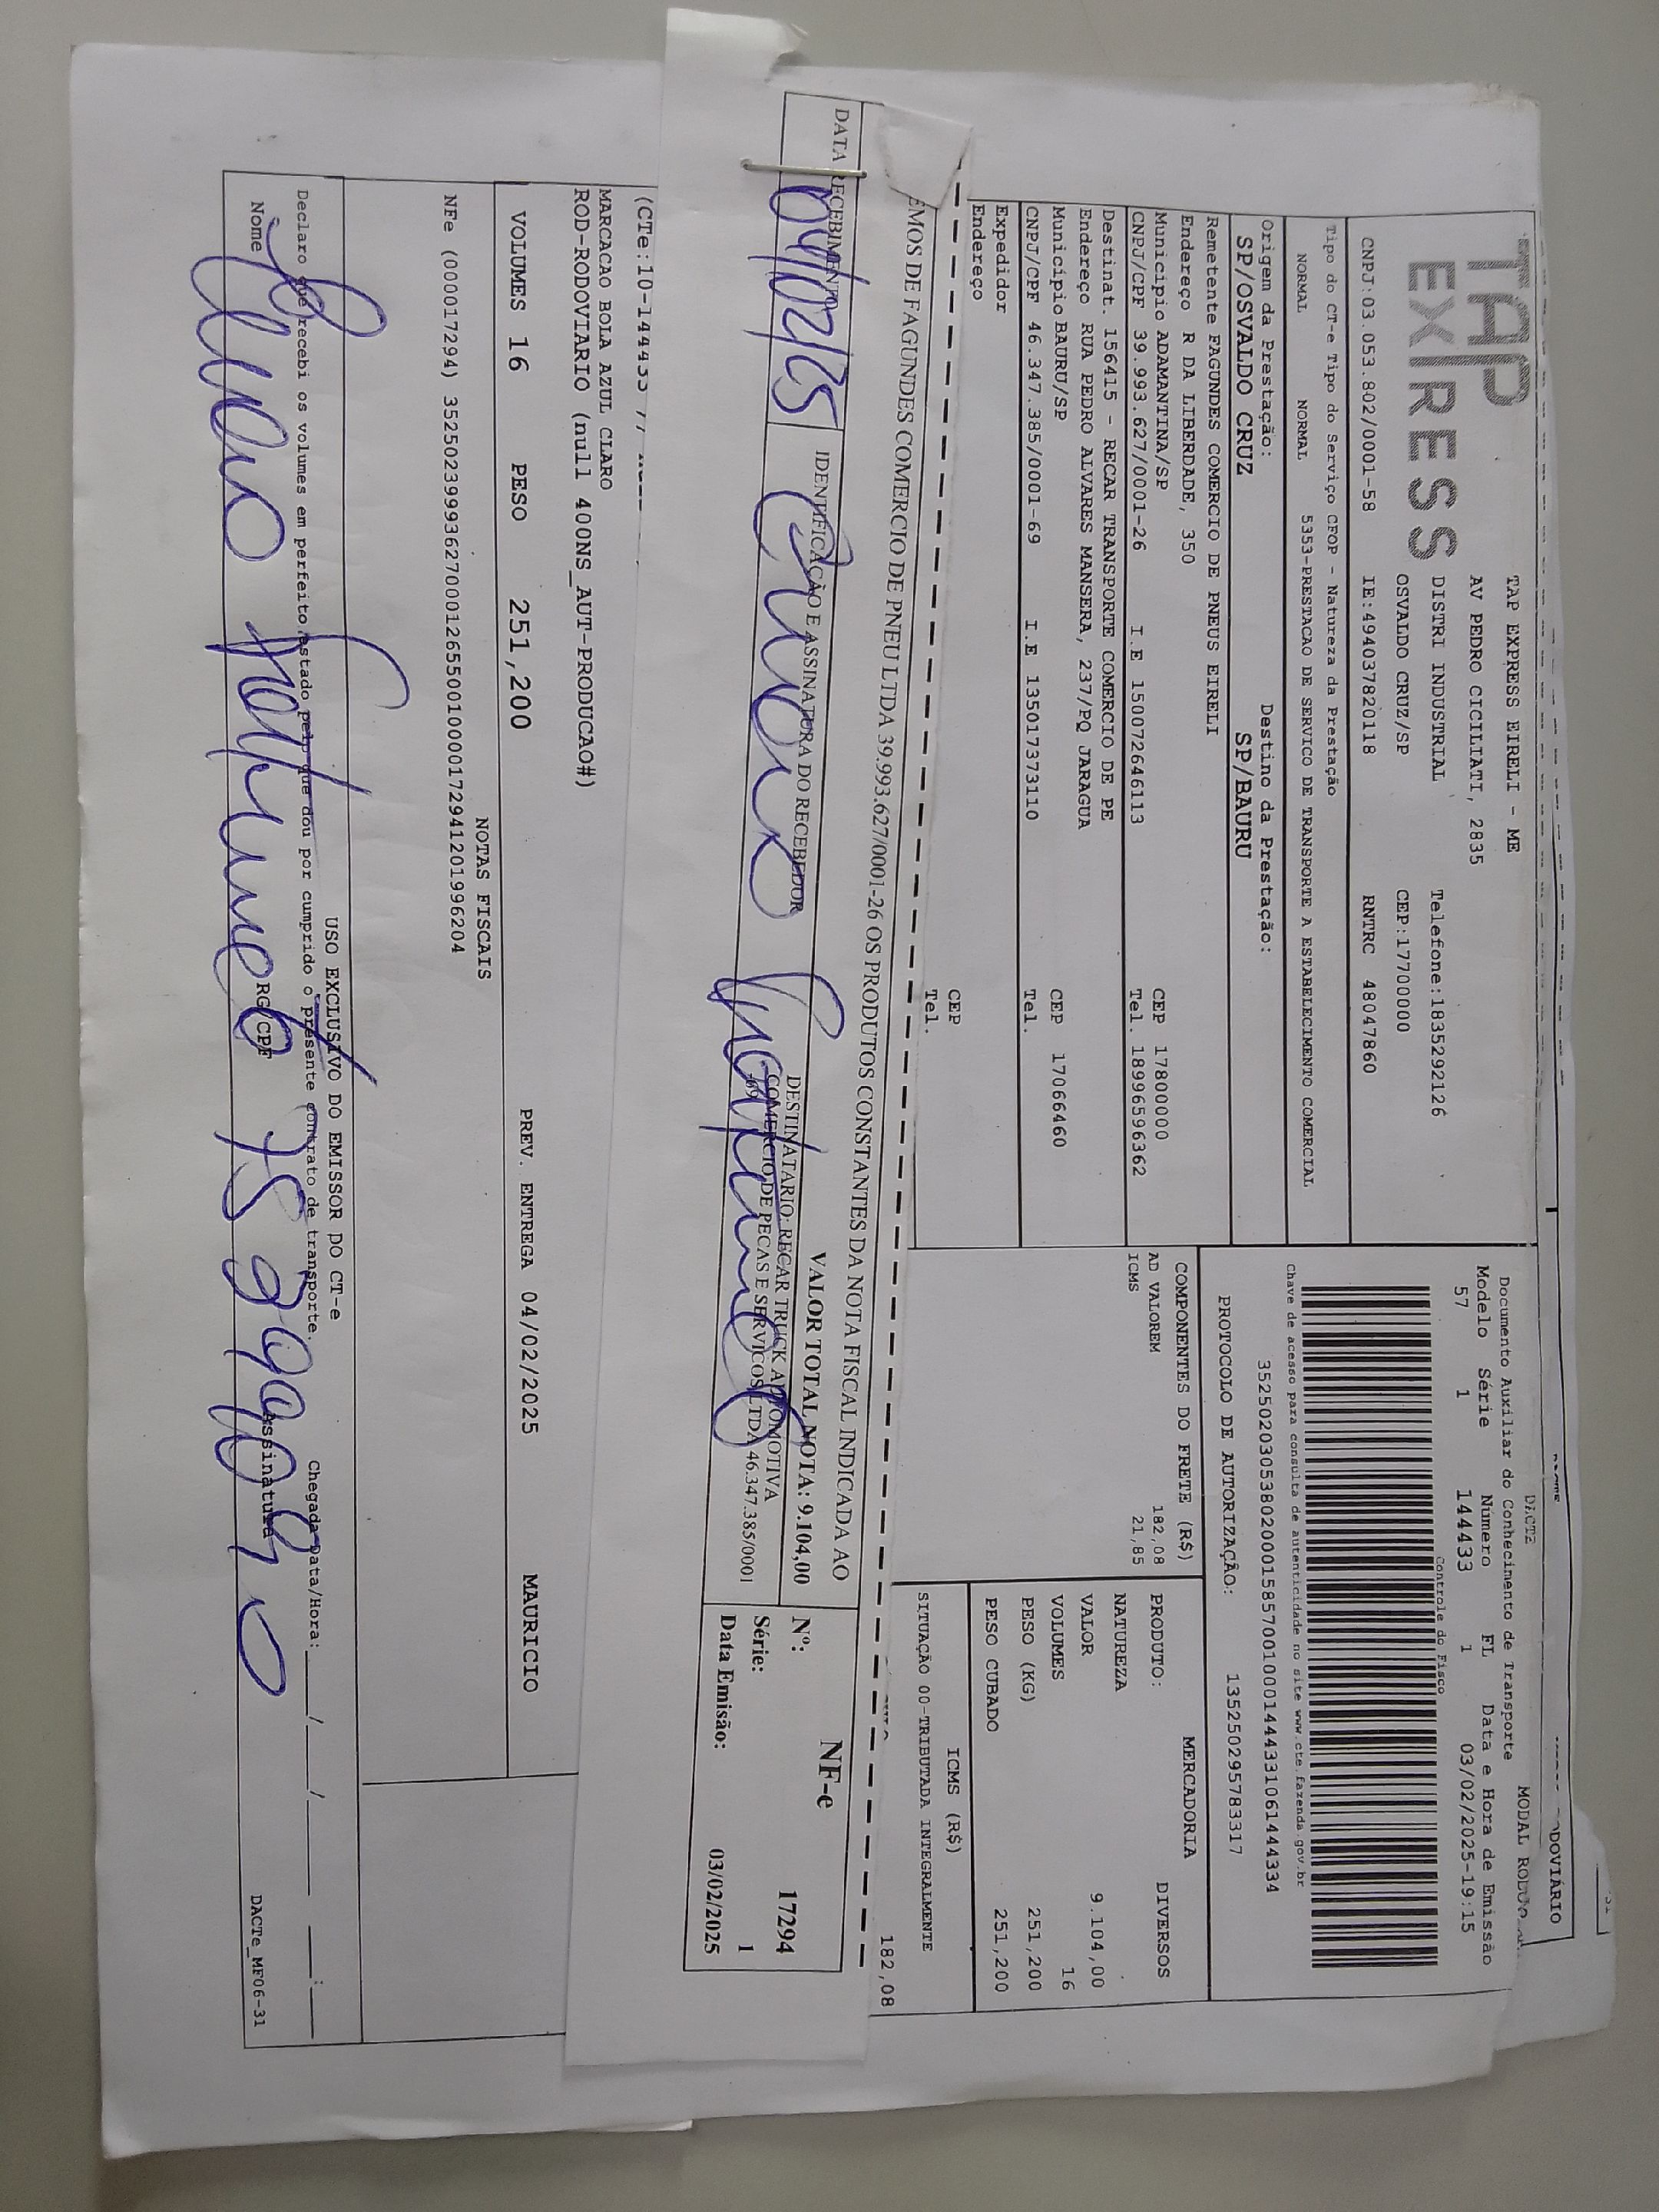 TAP
EXPRESS
TAP EXPRESS EIRELI - ME
AV PEDRO CICILIATI, 2835
DISTRI INDUSTRIAL Telefone:1835292126
OSVALDO CRUZ/SP CEP:17700000
CNPJ:03.053.802/0001-58 IE:494037820118 RNTRC 48047860
DACTE
MODAL
Documento Auxiliar do Conhecimento de Transporte
Modelo Série Número FL Data e Hora de Emissão
57 1 144433 1 03/02/2025-19:15
Controle do Fisco
Chave de acesso para consulta de autenticidade no site www.cte.fazenda.gov.br
35250203053802000158570010001444331061444334
PROTOCOLO DE AUTORIZAÇÃO: 135250295783317
Tipo do CT-e Tipo do Serviço CFOP - Natureza da Prestação
NORMAL NORMAL 5353-PRESTACAO DE SERVICO DE TRANSPORTE A ESTABELECIMENTO COMERCIAL
Origem da Prestação: Destino da Prestação:
SP/OSVALDO CRUZ SP/BAURU
Remetente FAGUNDES COMERCIO DE PNEUS EIRELI
Endereço R DA LIBERDADE, 350
Município ADAMANTINA/SP CEP 17800000
CNPJ/CPF 39.993.627/0001-26 I.E 150072646113 Tel. 18996596362
Destinat. 156415 - RECAR TRANSPORTE COMERCIO DE PE
Endereço RUA PEDRO ALVARES MANSERA, 237/PQ JARAGUA
Município BAURU/SP CEP 17066460
CNPJ/CPF 46.347.385/0001-69 I.E 135017373110 Tel.
Expedidor
Endereço CEP
Tel.
COMPONENTES DO FRETE (R$)
AD VALOREM 182,08
ICMS 21,85
MERCADORIA
PRODUTO: DIVERSOS
NATUREZA
VALOR 9.104,00
VOLUMES 16
PESO (KG) 251,200
PESO CUBADO 251,200
ICMS (R$)
SITUAÇÃO 00-TRIBUTADA INTEGRALMENTE
182,08
EMOS DE FAGUNDES COMERCIO DE PNEU LTDA 39.993.627/0001-26 OS PRODUTOS CONSTANTES DA NOTA FISCAL INDICADA AO
VALOR TOTAL NOTA: 9.104,00
DESTINATÁRIO: RECAR TRUCK AUTOMOTIVA
COMERCIO DE PECAS E SERVICOS LTDA 46.347.385/0001
69
DATA RECEBIMENTO IDENTIFICAÇÃO E ASSINATURA DO RECEBEDOR
04/02/25
NF-e
Nº: 17294
Série: 1
Data Emissão: 03/02/2025
MARCACAO BOLA AZUL CLARO
ROD-RODOVIARIO (null 400NS_AUT-PRODUCAO#)
VOLUMES 16 PESO 251,200 PREV. ENTREGA 04/02/2025 MAURICIO
NOTAS FISCAIS
NFe (000017294) 35250239993627000126550010000172941201996204
USO EXCLUSIVO DO EMISSOR DO CT-e
Declaro que recebi os volumes em perfeito estado pelo que dou por cumprido o presente contrato de transporte. Chegada Data/Hora: ____/____/____ ____:____
Nome RG/CPF Assinatura DACTe_MF06-31